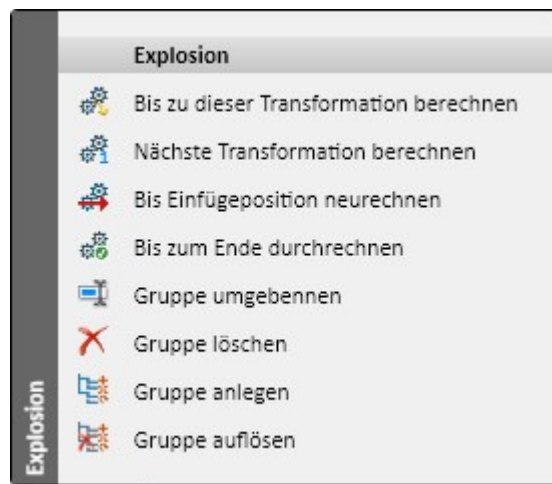 Explosion
Bis zu dieser Transformation berechnen
Nächste Transformation berechnen
Bis Einfügeposition neurechnen
Bis zum Ende durchrechnen
Gruppe umgebennen
Gruppe löschen
Gruppe anlegen
Gruppe auflösen
Explosion